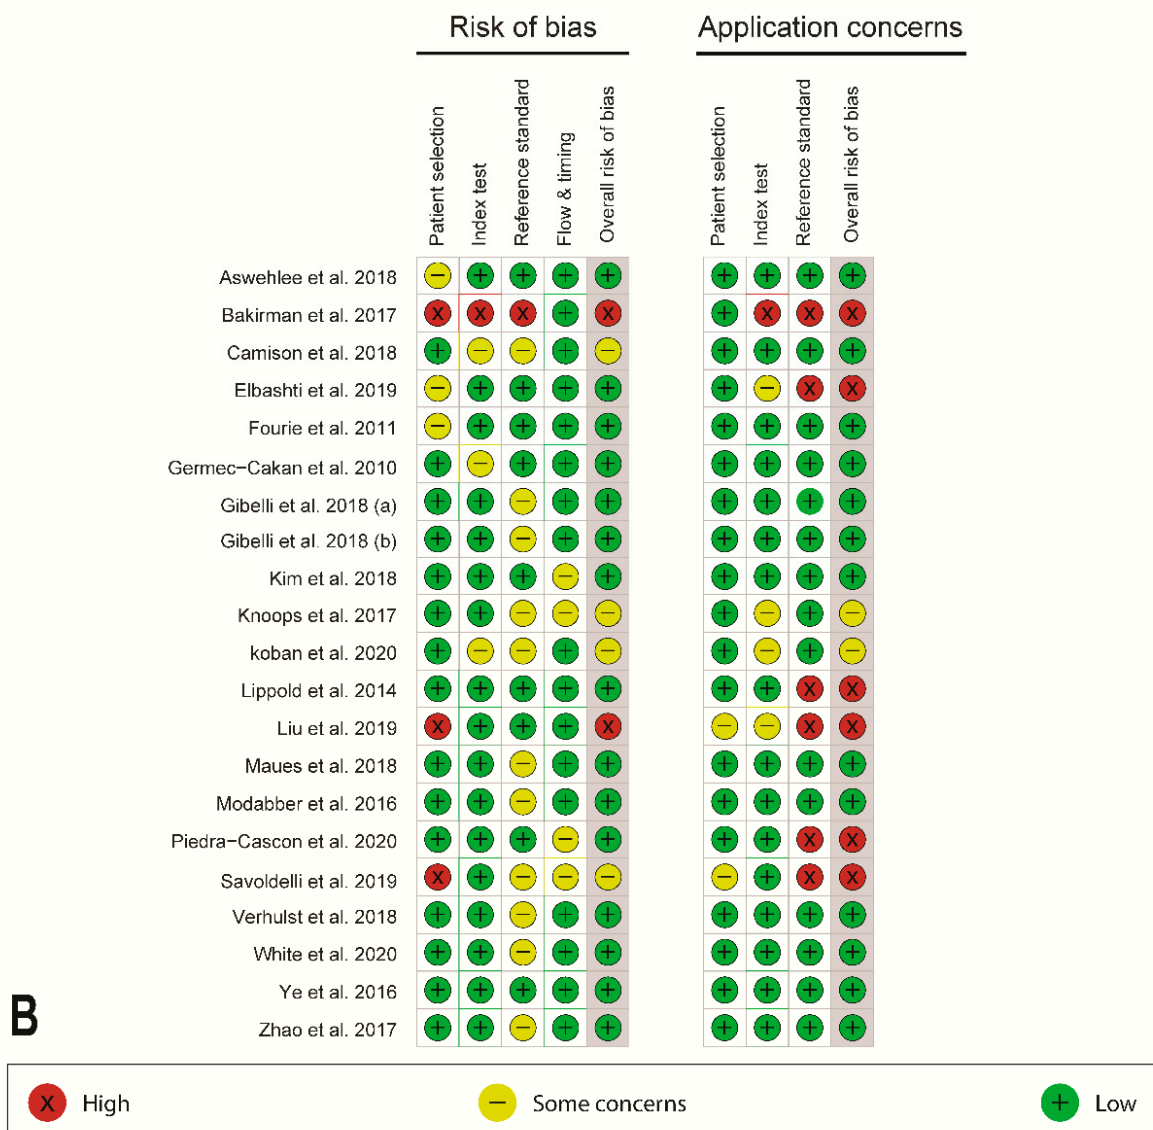 Risk of bias
Application concerns
Patient selection
Index test
Reference standard
Flow & timing
Overall risk of bias
Patient selection
Index test
Reference standard
Overall risk of bias
Aswehlee et al. 2018 − + + + + + + + +
Bakirman et al. 2017 x x x + x + x x x
Camison et al. 2018 + − − + − + + + +
Elbashti et al. 2019 − + + + + + − x x
Fourie et al. 2011 − + + + + + + + +
Germec−Cakan et al. 2010 + − + + + + + + +
Gibelli et al. 2018 (a) + + − + + + + + +
Gibelli et al. 2018 (b) + + − + + + + + +
Kim et al. 2018 + + + − + + + + +
Knoops et al. 2017 + + − − − + − + −
koban et al. 2020 + − − + − + − + −
Lippold et al. 2014 + + + + + + + x x
Liu et al. 2019 x + + + x − − x x
Maues et al. 2018 + + − + + + + + +
Modabber et al. 2016 + + − + + + + + +
Piedra−Cascon et al. 2020 + + + − + + + x x
Savoldelli et al. 2019 x + − − − − + x x
Verhulst et al. 2018 + + − + + + + + +
White et al. 2020 + + − + + + + + +
Ye et al. 2016 + + + + + + + + +
Zhao et al. 2017 + + − + + + + + +
B
x High − Some concerns + Low